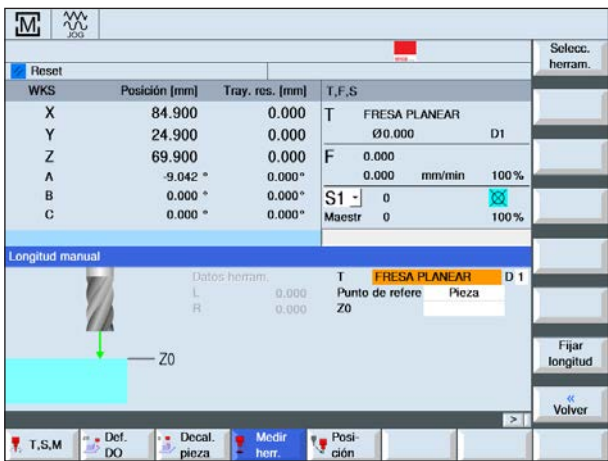 M
JOG
Selecc. herram.
Reset
WKS Posición [mm] Tray. res. [mm] T,F,S
X 84.900 0.000 T FRESA PLANEAR
Y 24.900 0.000 Ø0.000 D1
Z 69.900 0.000 F 0.000
A -9.042 ° 0.000° 0.000 mm/min 100%
B 0.000 ° 0.000° S1 0
C 0.000 ° 0.000° Maestr 0 100%
Longitud manual
Datos herram. T FRESA PLANEAR D 1
L 0.000 Punto de refere Pieza
R 0.000 Z0
Z0
Fijar longitud
«
Volver
>
T,S,M Def. DO Decal. pieza Medir herr. Posi- ción